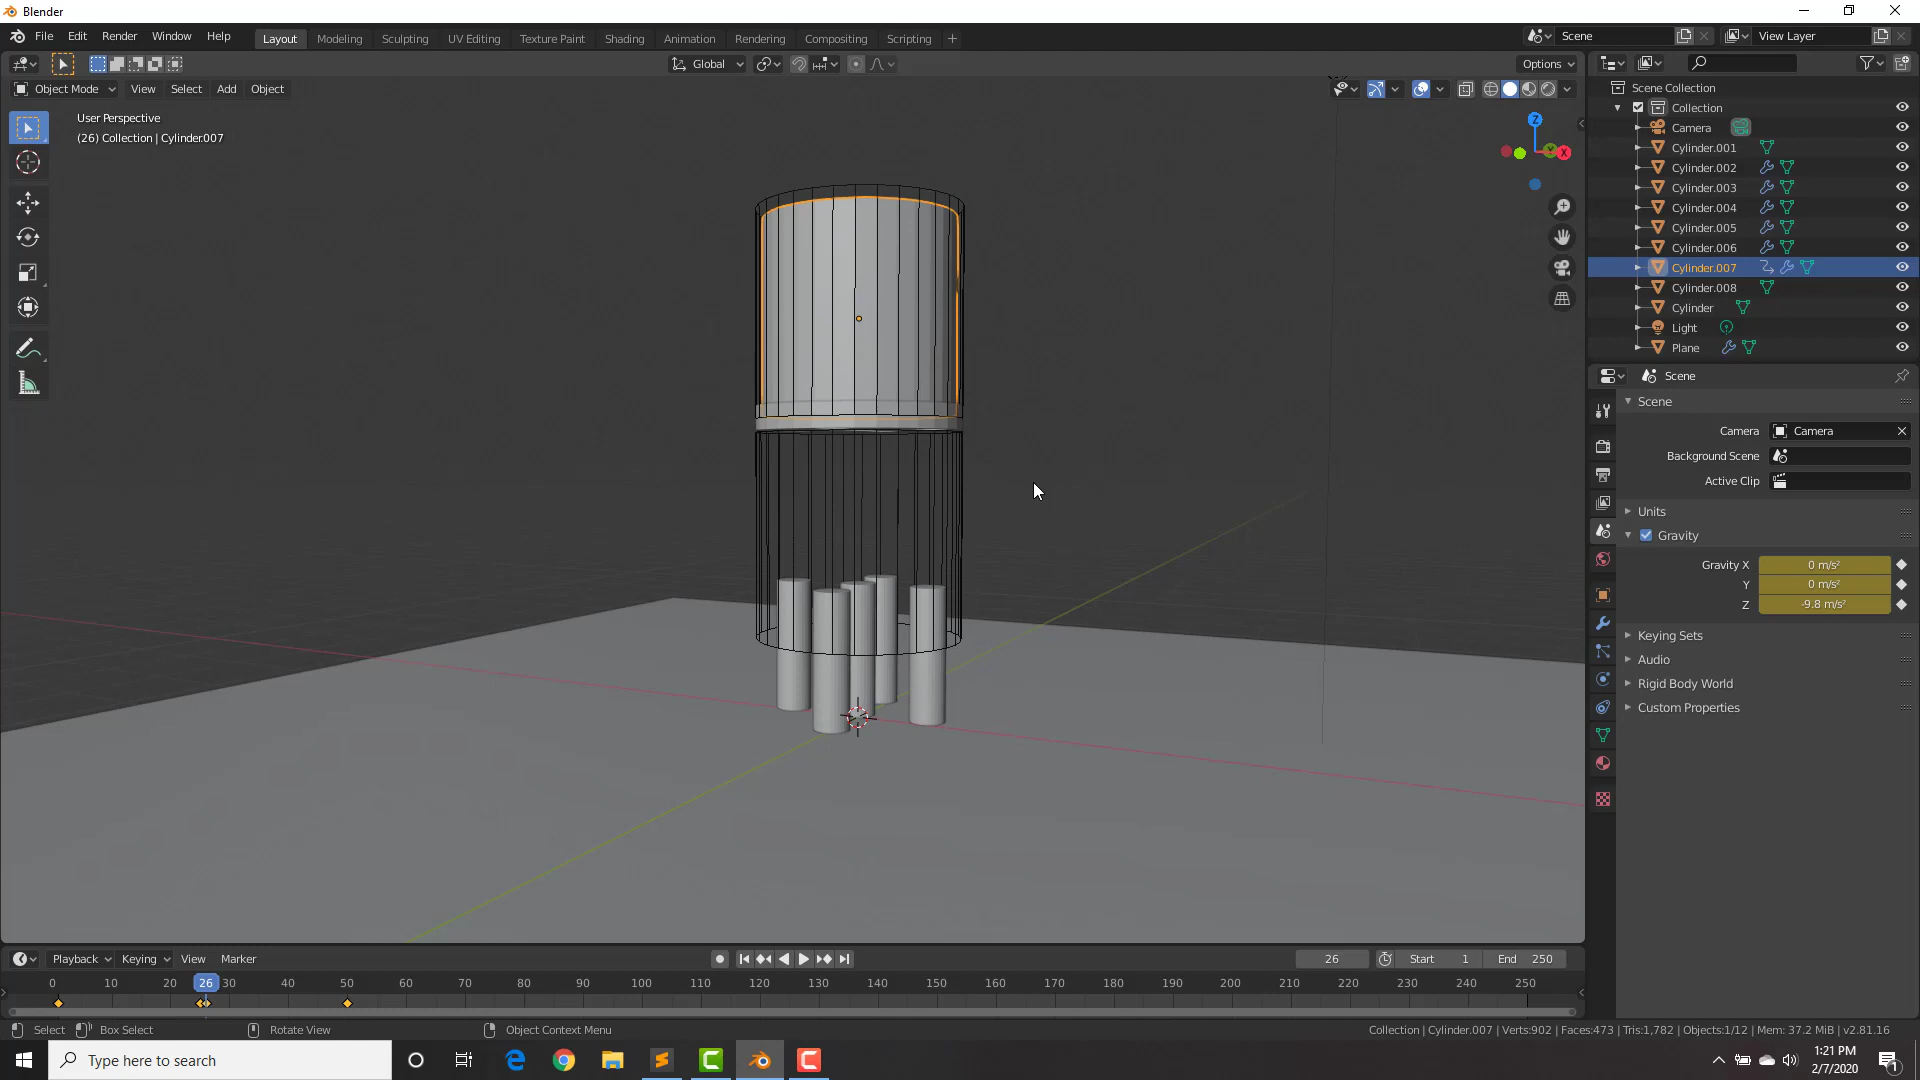 Blender
File Edit Render Window Help
Layout Modeling Sculpting UV Editing Texture Paint Shading Animation Rendering Compositing Scripting +
Scene
View Layer
Global
Options
Object Mode View Select Add Object
User Perspective
(26) Collection | Cylinder.007
Z
Y
X
Scene Collection
Collection
Camera
Cylinder.001
Cylinder.002
Cylinder.003
Cylinder.004
Cylinder.005
Cylinder.006
Cylinder.007
Cylinder.008
Cylinder
Light
Plane
Scene
Scene
Camera Camera
Background Scene
Active Clip
Units
Gravity
Gravity X 0 m/s²
Y 0 m/s²
Z -9.8 m/s²
Keying Sets
Audio
Rigid Body World
Custom Properties
Playback Keying View Marker
26 Start 1 End 250
0 10 20 26 30 40 50 60 70 80 90 100 110 120 130 140 150 160 170 180 190 200 210 220 230 240 250
Select Box Select Rotate View Object Context Menu
Collection | Cylinder.007 | Verts:902 | Faces:473 | Tris:1,782 | Objects:1/12 | Mem: 37.2 MiB | v2.81.16
Type here to search
1:21 PM
2/7/2020
1